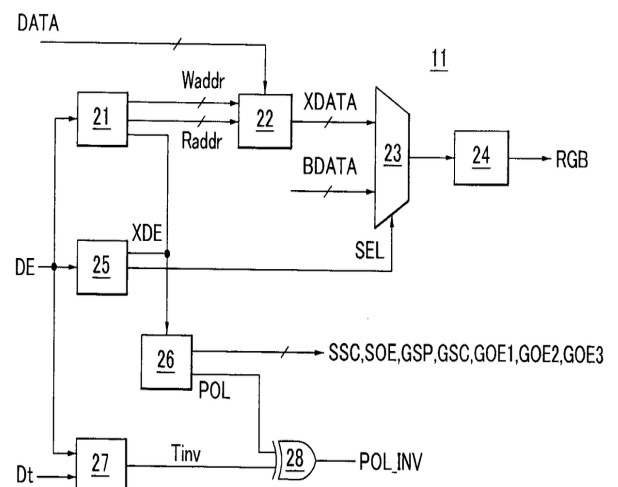 DATA
11
Waddr
21
Raddr
22
XDATA
23
BDATA
24
RGB
XDE
SEL
DE
25
26
SSC,SOE,GSP,GSC,GOE1,GOE2,GOE3
POL
Tinv
28
POL_INV
27
Dt